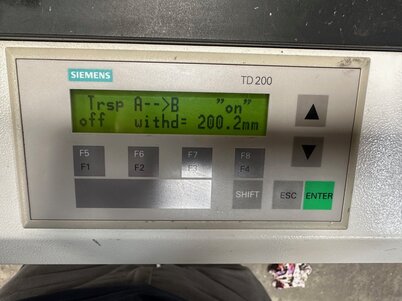 SIEMENS
TD 200
Trsp A-->B "on"
off withd= 200.2mm
F5 F6 F7 F8
F1 F2 F3 F4
SHIFT ESC ENTER